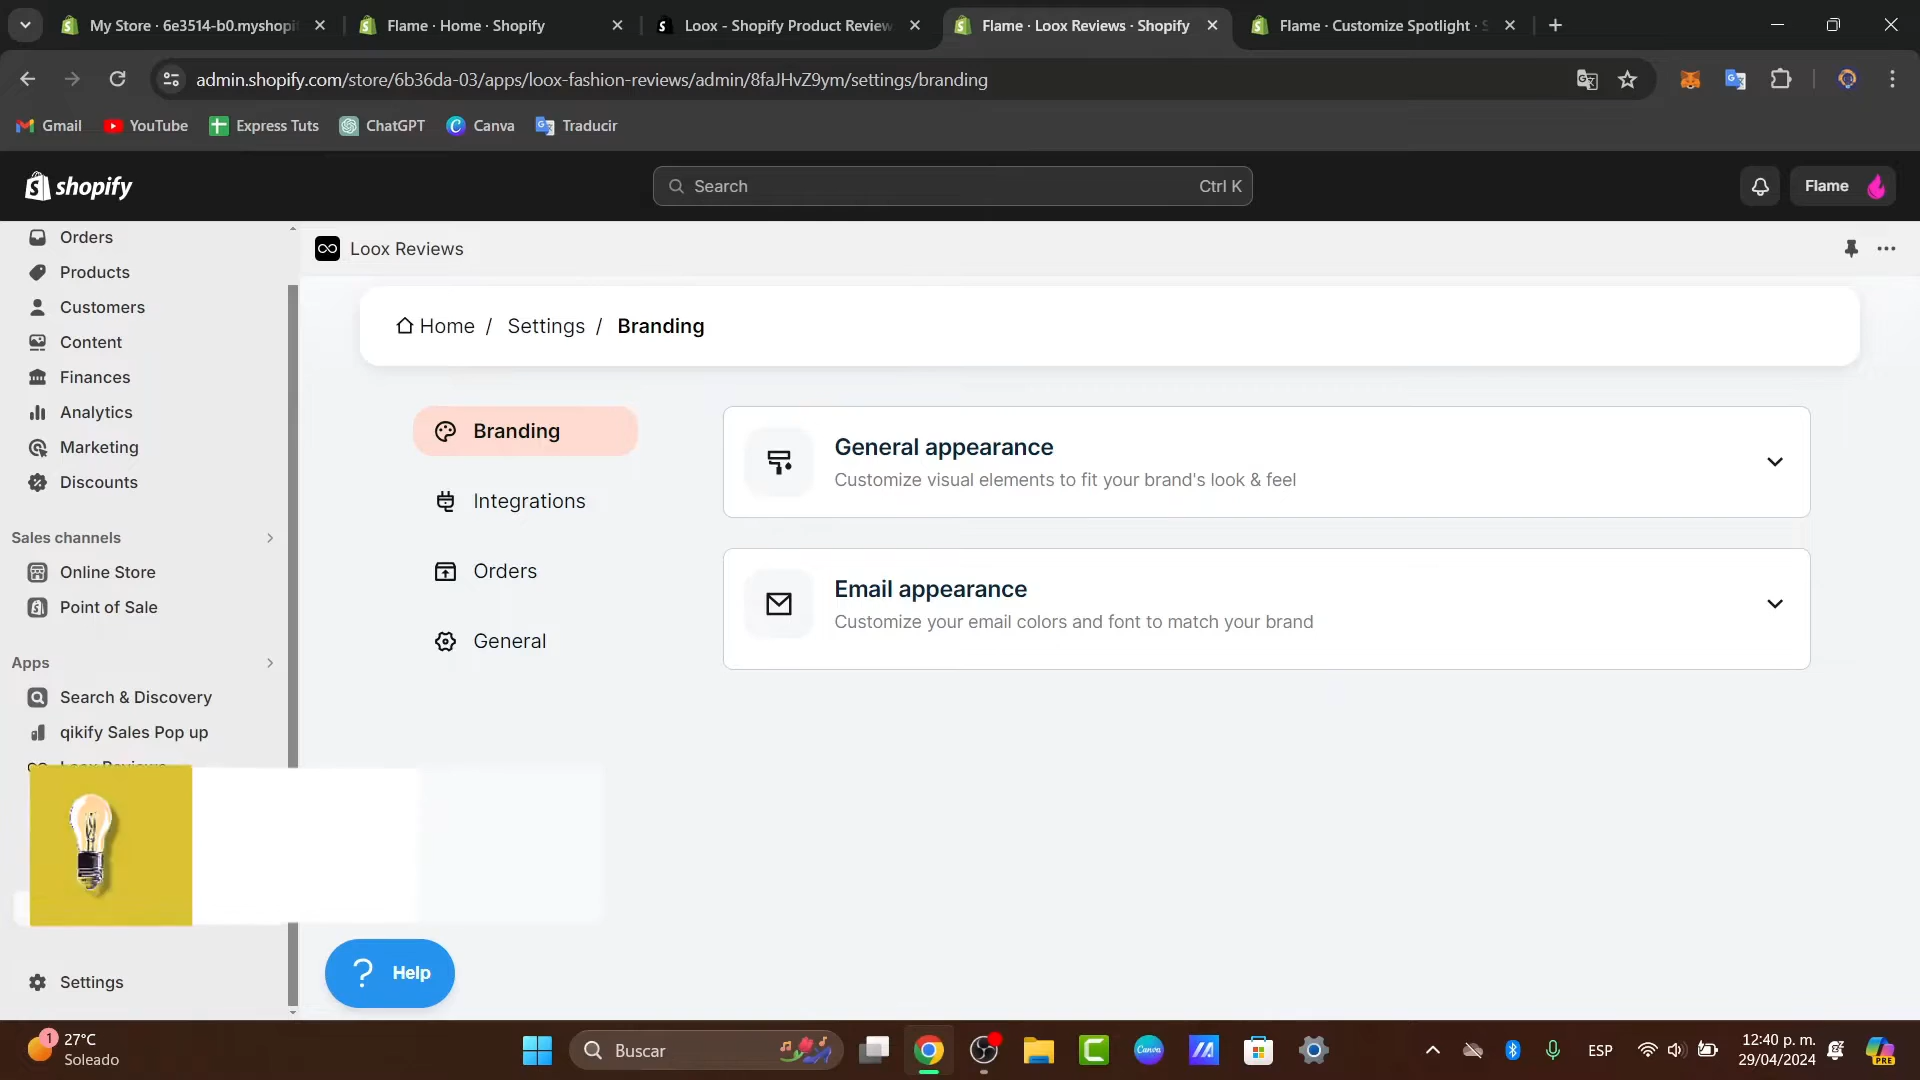 My Store · 6e3514-b0.myshopi
Flame · Home · Shopify
Loox - Shopify Product Review
Flame · Loox Reviews · Shopify
Flame · Customize Spotlight ·
admin.shopify.com/store/6b36da-03/apps/loox-fashion-reviews/admin/8faJHvZ9ym/settings/branding
Gmail
YouTube
Express Tuts
ChatGPT
Canva
Traducir
shopify
Search
Ctrl K
Flame
Orders
Products
Customers
Content
Finances
Analytics
Marketing
Discounts
Sales channels
Online Store
Point of Sale
Apps
Search & Discovery
qikify Sales Pop up
Loox Reviews
Settings
Loox Reviews
Home / Settings / Branding
Branding
Integrations
Orders
General
General appearance
Customize visual elements to fit your brand's look & feel
Email appearance
Customize your email colors and font to match your brand
? Help
1
27°C
Soleado
Buscar
Canva
ESP
12:40 p. m.
29/04/2024
PRE